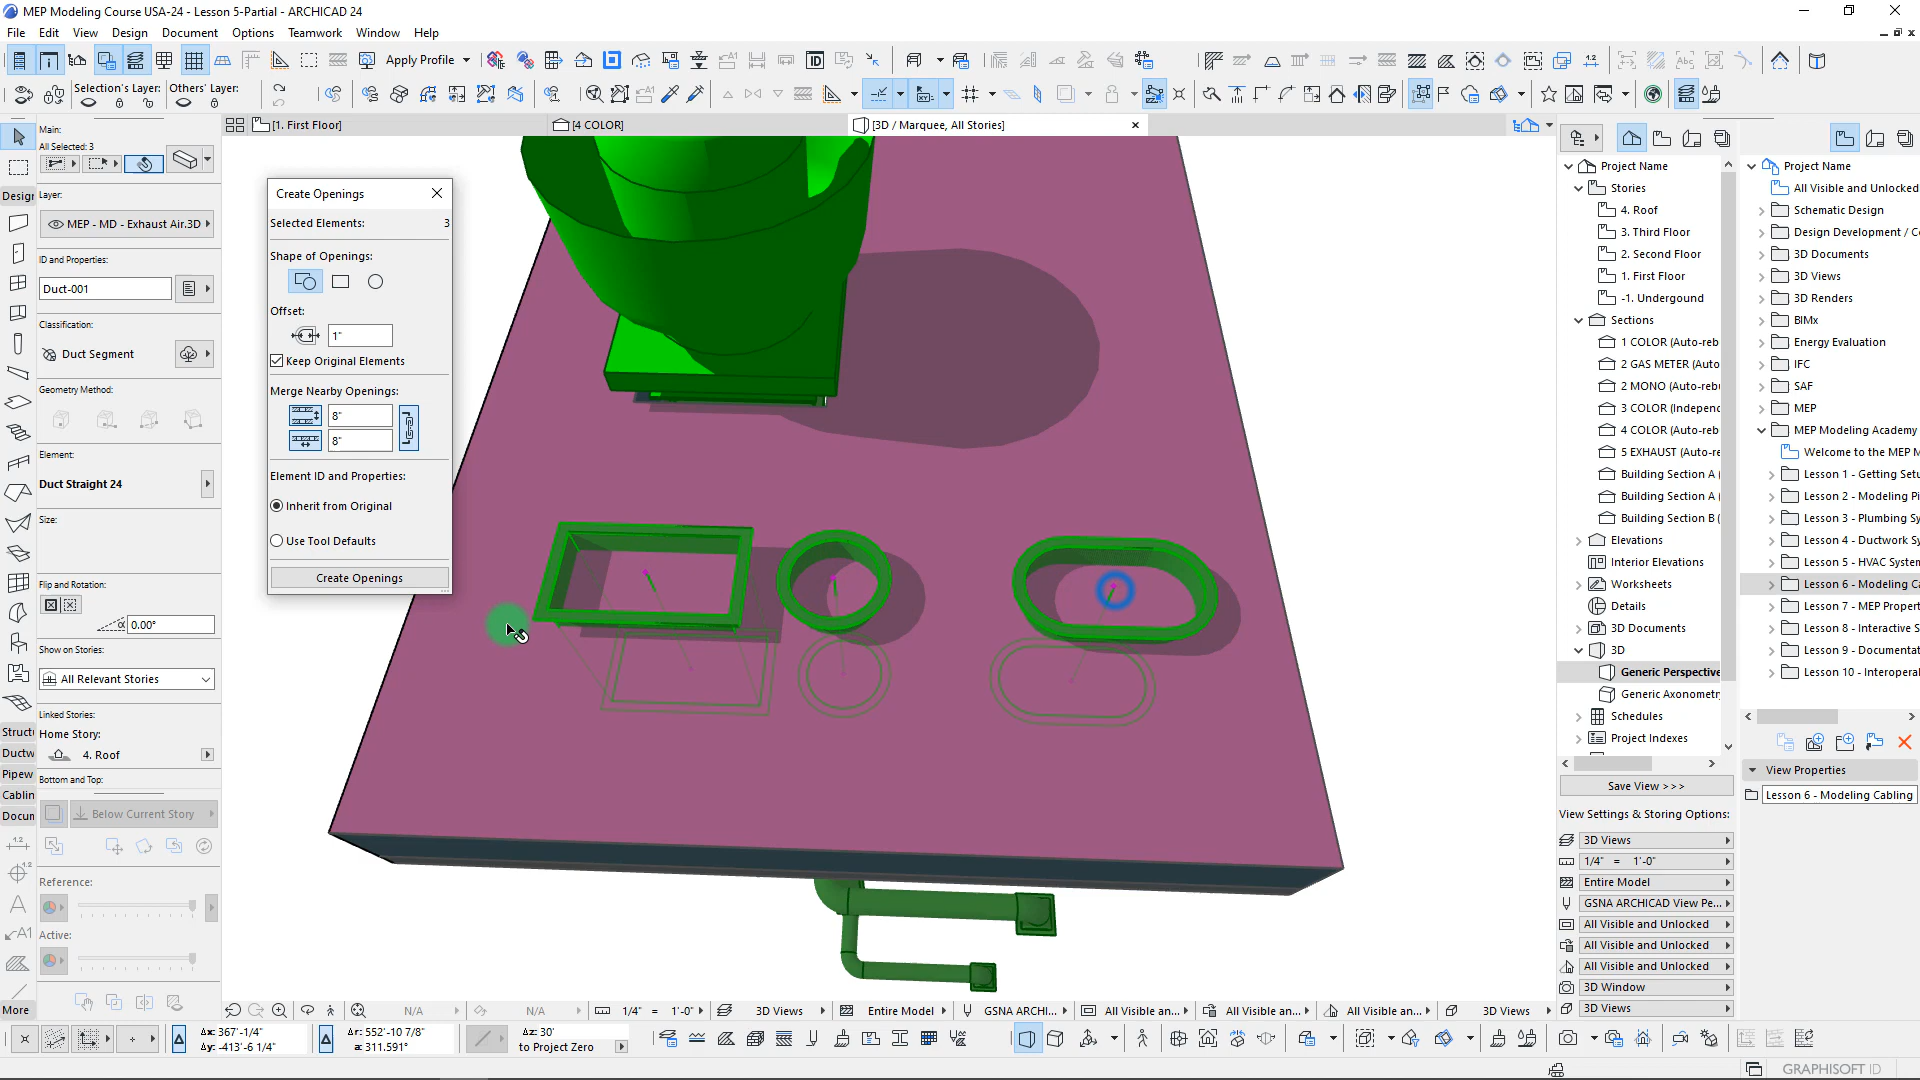 MEP Modeling Course USA-24 - Lesson 5-Partial - ARCHICAD 24
File Edit View Design Document Options Teamwork Window Help
Apply Profile
Selection's Layer: Others' Layer:
[1. First Floor]
[4 COLOR]
[3D / Marquee, All Stories]
Main:
All Selected: 3
Design
Layer:
MEP - MD - Exhaust Air.3D
ID and Properties:
Duct-001
Classification:
Duct Segment
Geometry Method:
Element:
Duct Straight 24
Size:
Flip and Rotation:
0.00°
Show on Stories:
All Relevant Stories
Linked Stories:
Home Story:
4. Roof
Bottom and Top:
Below Current Story
Reference:
Active:
Struct
Ductw
Pipew
Cablin
Docum
More
Create Openings
Selected Elements: 3
Shape of Openings:
Offset:
1"
Keep Original Elements
Merge Nearby Openings:
8"
8"
Element ID and Properties:
Inherit from Original
Use Tool Defaults
Create Openings
Project Name
Stories
4. Roof
3. Third Floor
2. Second Floor
1. First Floor
-1. Undergound
Sections
1 COLOR (Auto-reb
2 GAS METER (Auto
2 MONO (Auto-rebu
3 COLOR (Indepen
4 COLOR (Auto-reb
5 EXHAUST (Auto-re
Building Section A (
Building Section A (
Building Section B (
Elevations
Interior Elevations
Worksheets
Details
3D Documents
3D
Generic Perspective
Generic Axonometry
Schedules
Project Indexes
Save View >>>
View Settings & Storing Options:
3D Views
1/4" = 1'-0"
Entire Model
GSNA ARCHICAD View Pe...
All Visible and Unlocked
All Visible and Unlocked
All Visible and Unlocked
3D Window
3D Views
Project Name
All Visible and Unlocked
Schematic Design
Design Development / Co
3D Documents
3D Views
3D Renders
BIMx
Energy Evaluation
IFC
SAF
MEP
MEP Modeling Academy
Welcome to the MEP M
Lesson 1 - Getting Setu
Lesson 2 - Modeling Pi
Lesson 3 - Plumbing Sy
Lesson 4 - Ductwork Sy
Lesson 5 - HVAC System
Lesson 6 - Modeling Ca
Lesson 7 - MEP Propert
Lesson 8 - Interactive S
Lesson 9 - Documentat
Lesson 10 - Interoperal
View Properties
Lesson 6 - Modeling Cabling
N/A N/A 1/4" = 1'-0" 3D Views Entire Model GSNA ARCHI... All Visible an... All Visible an... All Visible an... 3D Views
Δx: 367'-1/4"
Δy: -413'-6 1/4"
Δr: 552'-10 7/8"
a: 311.591°
Δz: 30'
to Project Zero
GRAPHISOFT ID